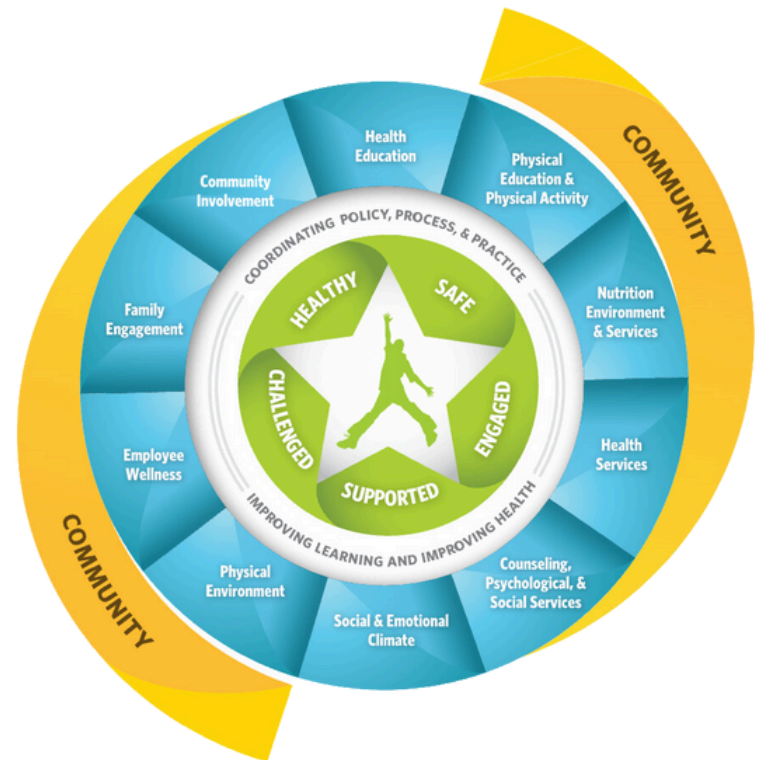 COMMUNITY
Health
Education
Physical
Education &
Physical Activity
Nutrition
Environment
& Services
Health
Services
Counseling,
Psychological, &
Social Services
Social & Emotional
Climate
Physical
Environment
Employee
Wellness
Family
Engagement
Community
Involvement
COORDINATING POLICY, PROCESS, & PRACTICE
IMPROVING LEARNING AND IMPROVING HEALTH
HEALTHY
SAFE
ENGAGED
SUPPORTED
CHALLENGED
COMMUNITY